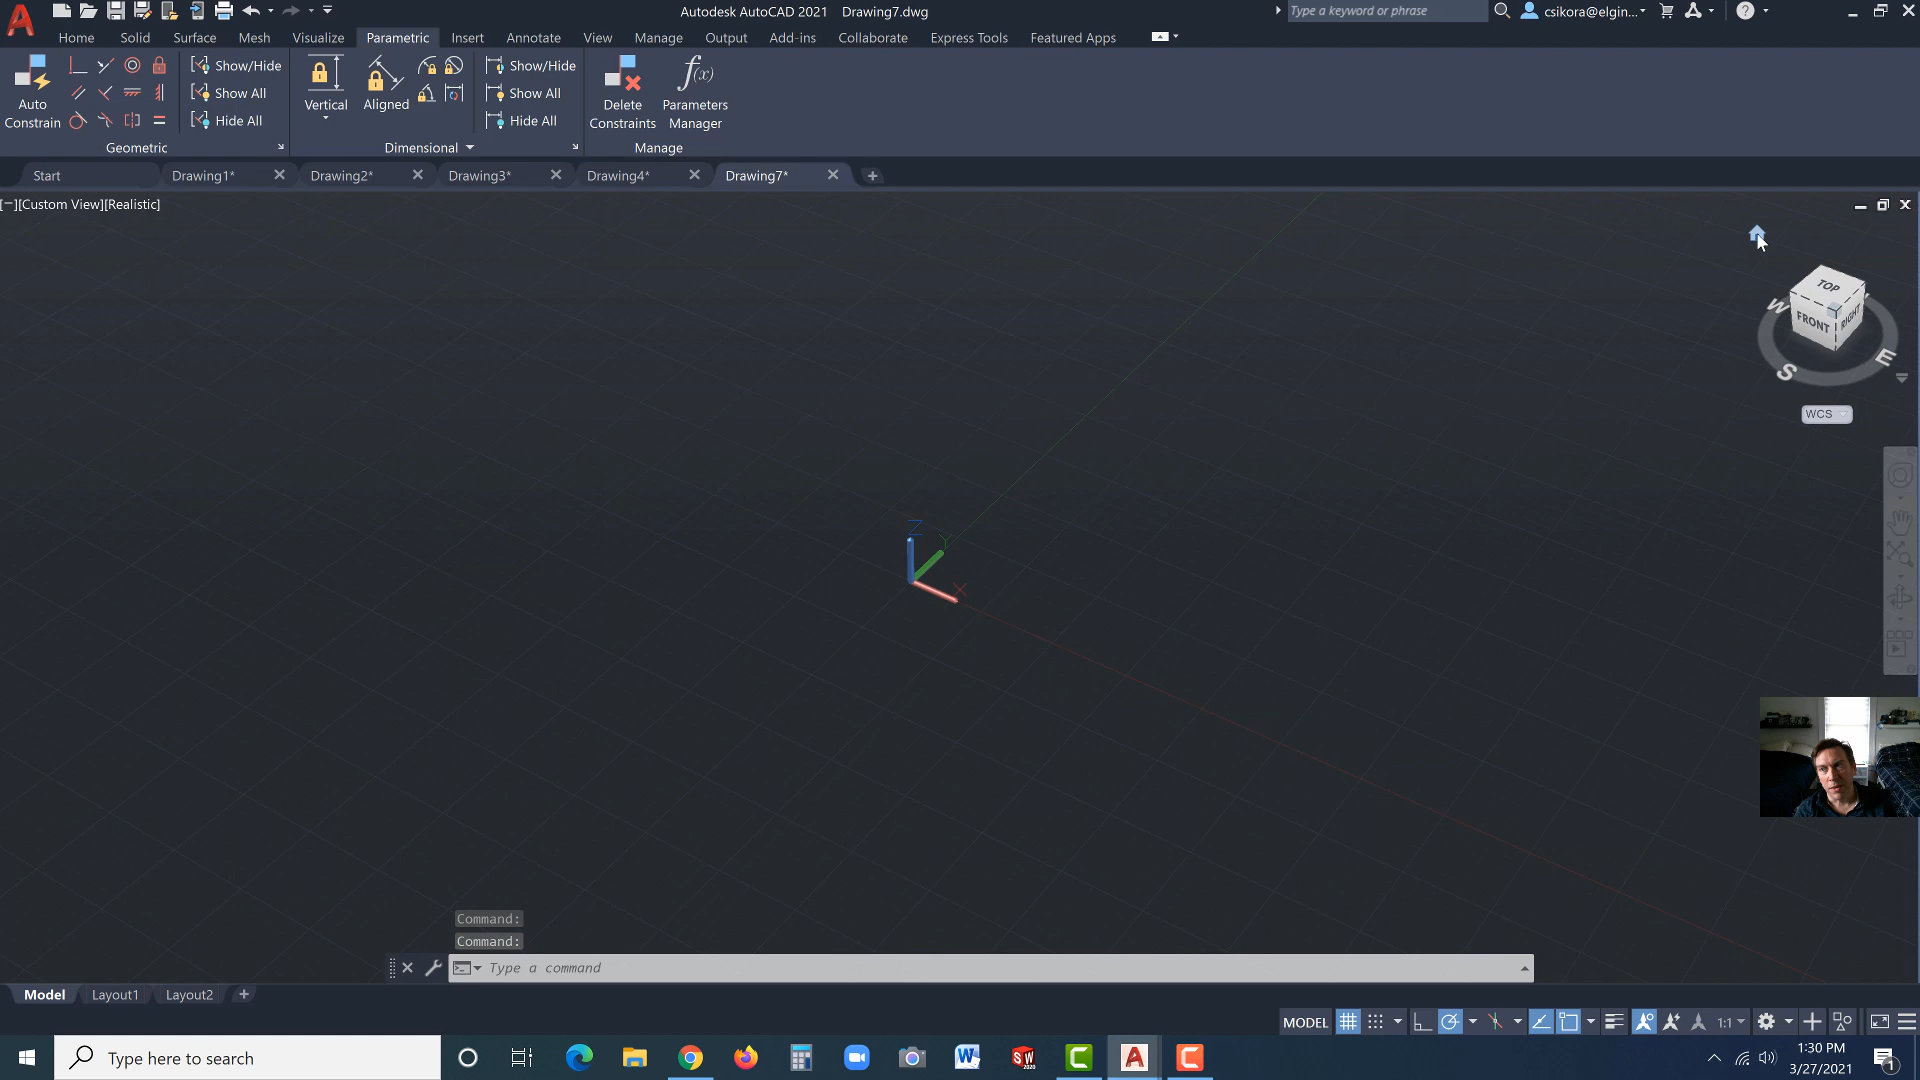 Autodesk AutoCAD 2021 Drawing7.dwg
Type a keyword or phrase
csikora@elgin...
Home Solid Surface Mesh Visualize Parametric Insert Annotate View Manage Output Add-ins Collaborate Express Tools Featured Apps
Auto Constrain
Show/Hide
Show All
Hide All
Geometric
Vertical
Aligned
Show/Hide
Show All
Hide All
Dimensional
Delete Constraints
f(x)
Parameters Manager
Manage
Start Drawing1* Drawing2* Drawing3* Drawing4* Drawing7*
[−][Custom View][Realistic]
TOP
FRONT
RIGHT
W
S
E
WCS
Z
Y
X
Command:
Command:
Type a command
Model Layout1 Layout2
MODEL
1:1
Type here to search
W
SW
2020
C
A
C
1:30 PM
3/27/2021
1